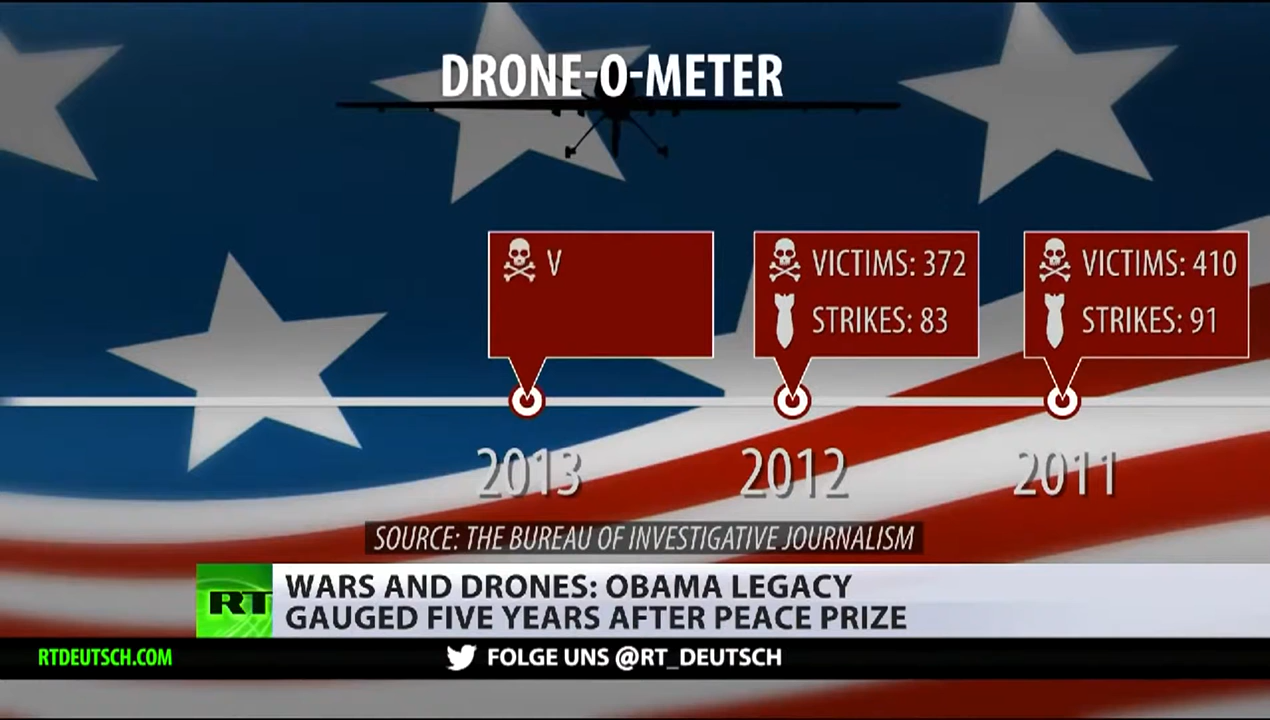 DRONE-O-METER
V
VICTIMS: 372
STRIKES: 83
VICTIMS: 410
STRIKES: 91
2013
2012
2011
SOURCE: THE BUREAU OF INVESTIGATIVE JOURNALISM
RT
WARS AND DRONES: OBAMA LEGACY
GAUGED FIVE YEARS AFTER PEACE PRIZE
RTDEUTSCH.COM
FOLGE UNS @RT_DEUTSCH